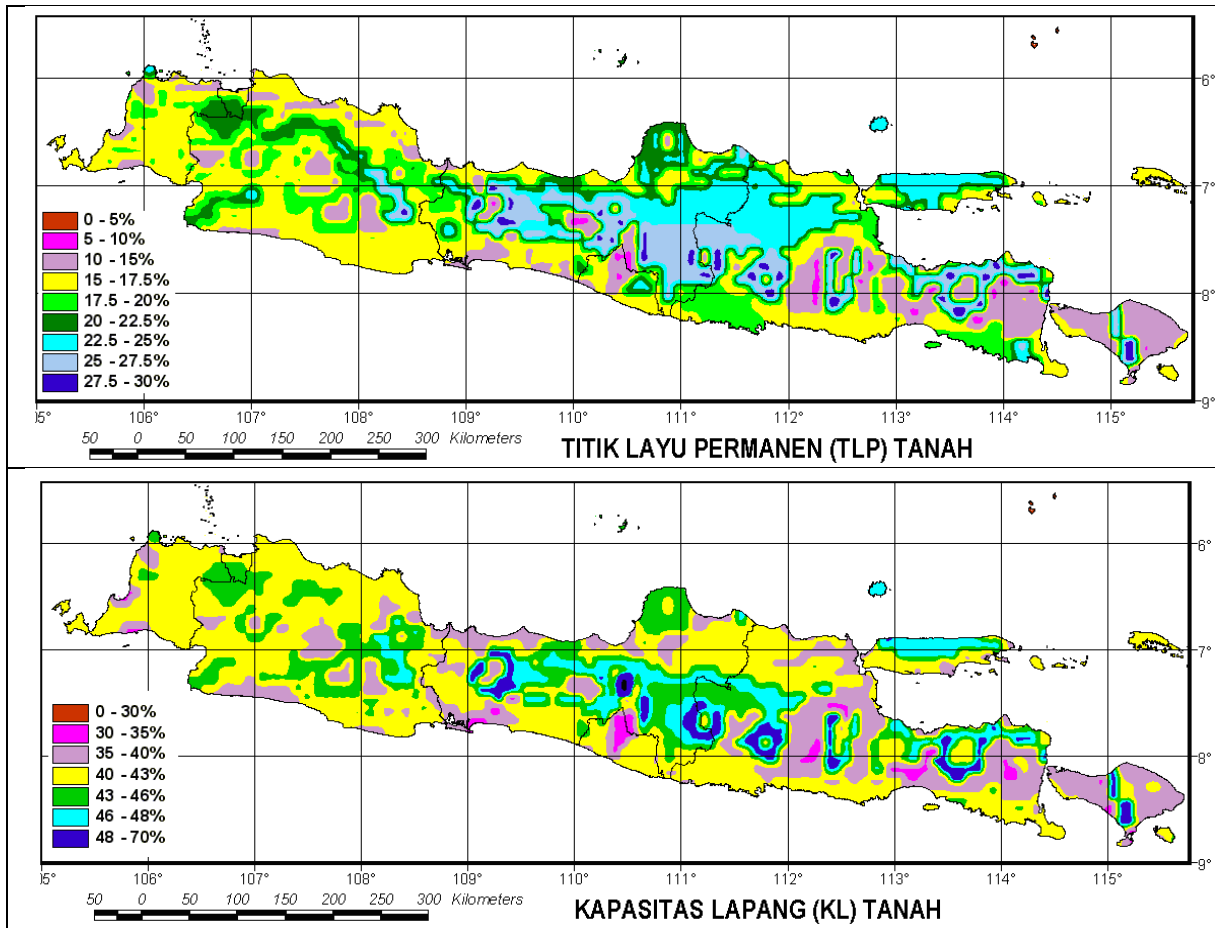 6°
7°
8°
9°
0 - 5%
5 - 10%
10 - 15%
15 - 17.5%
17.5 - 20%
20 - 22.5%
22.5 - 25%
25 - 27.5%
27.5 - 30%
05° 106° 107° 108° 109° 110° 111° 112° 113° 114° 115°
50 0 50 100 150 200 250 300 Kilometers
TITIK LAYU PERMANEN (TLP) TANAH
6°
7°
8°
9°
0 - 30%
30 - 35%
35 - 40%
40 - 43%
43 - 46%
46 - 48%
48 - 70%
05° 106° 107° 108° 109° 110° 111° 112° 113° 114° 115°
50 0 50 100 150 200 250 300 Kilometers
KAPASITAS LAPANG (KL) TANAH